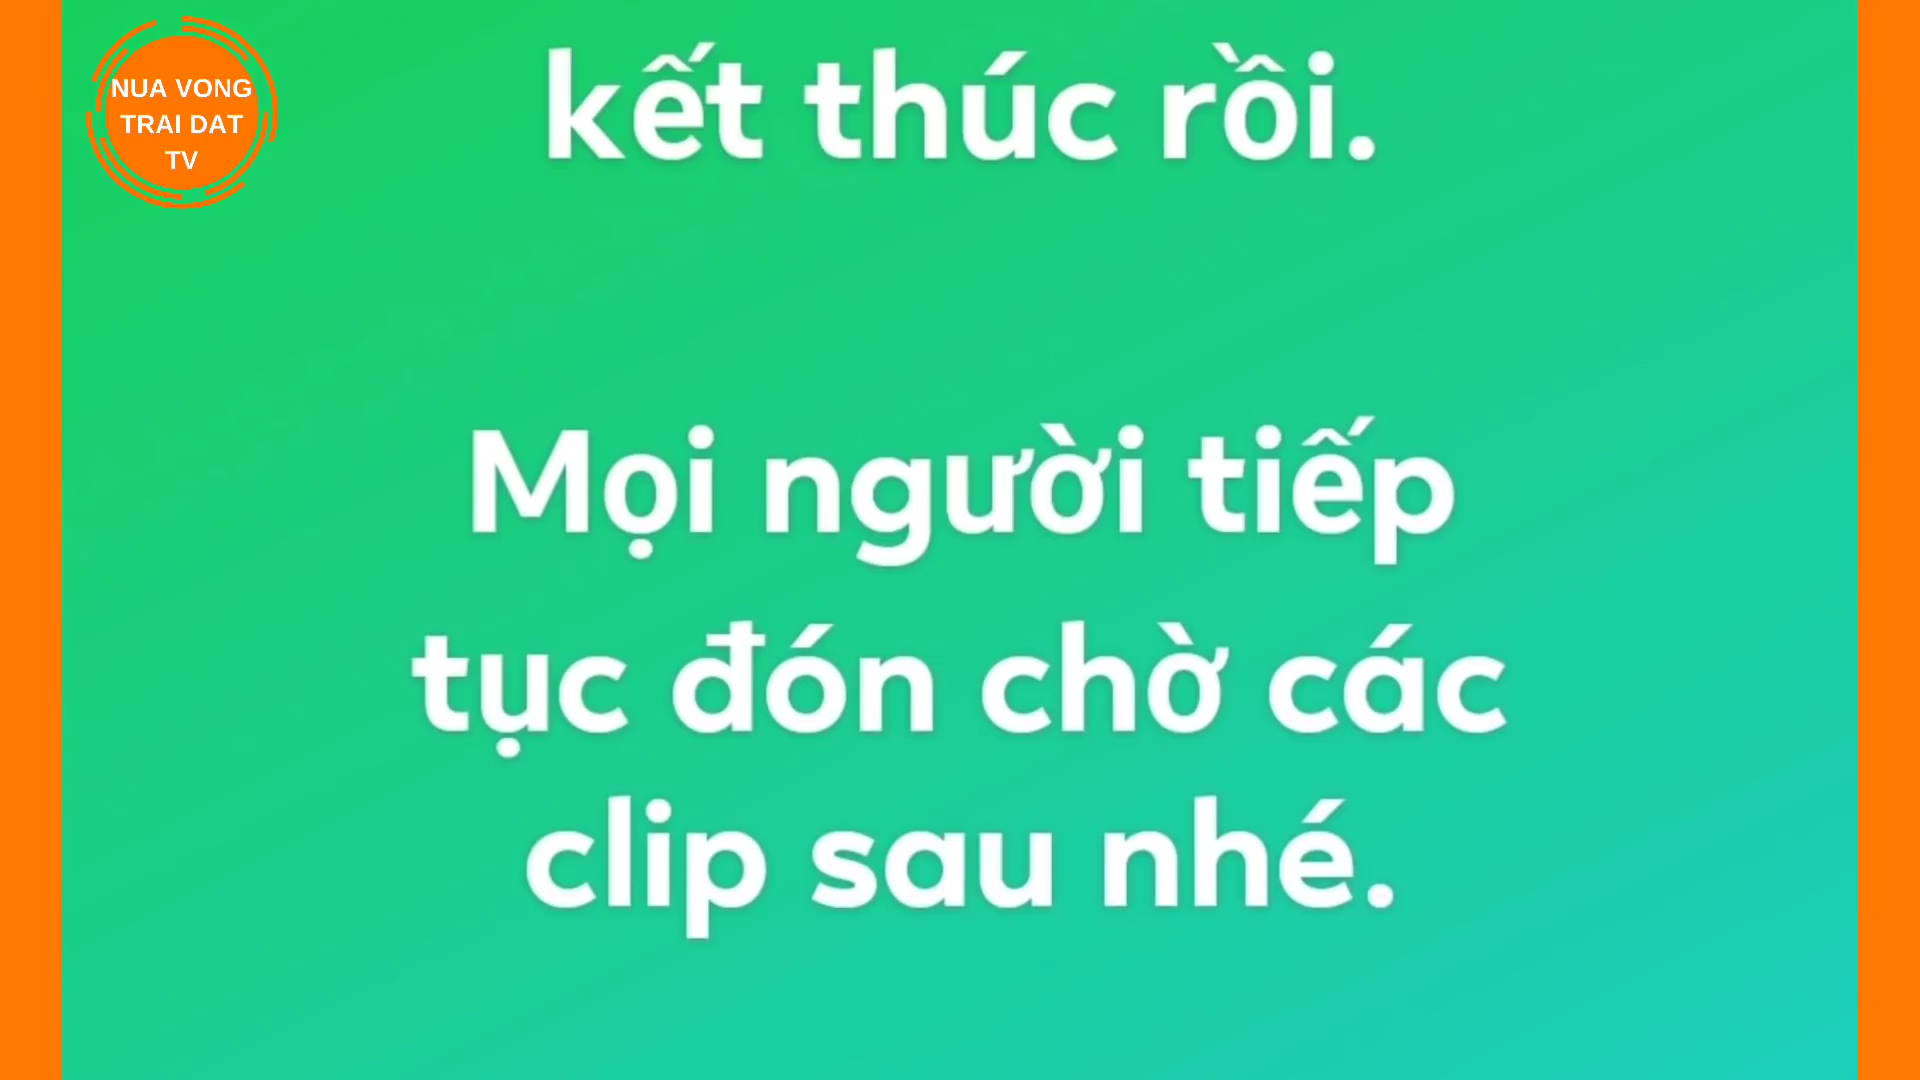 NUA VONG
TRAI DAT
TV
kết thúc rồi.
Mọi người tiếp
tục đón chờ các
clip sau nhé.